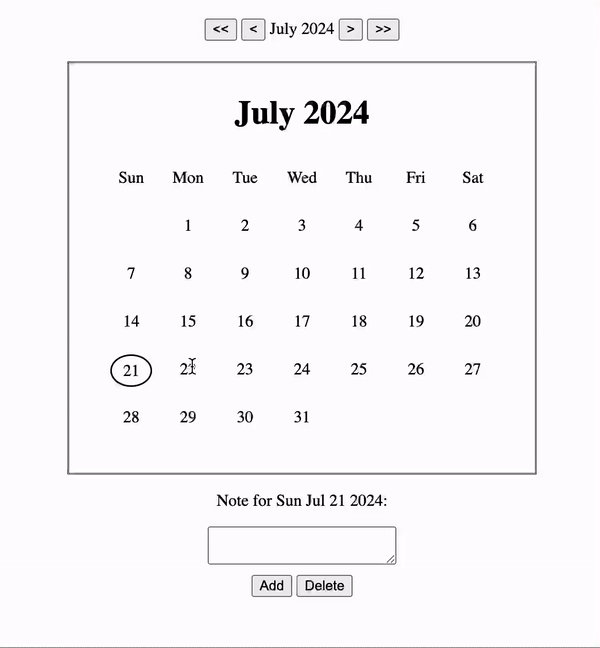 << < July 2024 > >>
July 2024
Sun Mon Tue Wed Thu Fri Sat
1 2 3 4 5 6
7 8 9 10 11 12 13
14 15 16 17 18 19 20
21 22 23 24 25 26 27
28 29 30 31
Note for Sun Jul 21 2024:
Add Delete